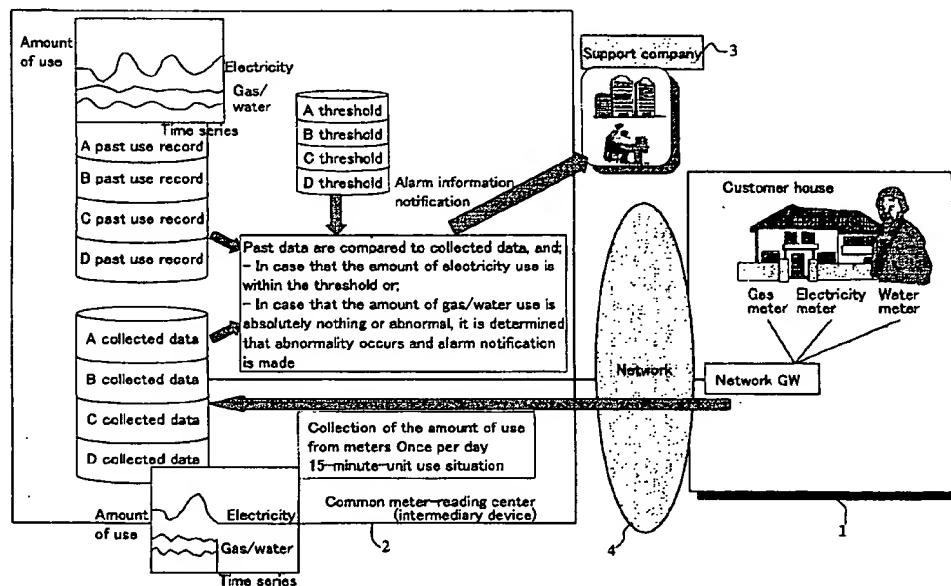 Amount
of use
Electricity
Gas/
water
Time series
A past use record
B past use record
C past use record
D past use record
A threshold
B threshold
C threshold
D threshold
Alarm information
notification
Support company
3
Past data are compared to collected data, and;
- In case that the amount of electricity use is
within the threshold or;
- In case that the amount of gas/water use is
absolutely nothing or abnormal, it is determined
that abnormality occurs and alarm notification
is made
Customer house
Gas
meter
Electricity
meter
Water
meter
Network GW
Network
A collected data
B collected data
C collected data
D collected data
Collection of the amount of use
from meters Once per day
15-minute-unit use situation
Common meter-reading center
(intermediary device)
Amount
of use
Electricity
Gas/water
Time series
2
4
1